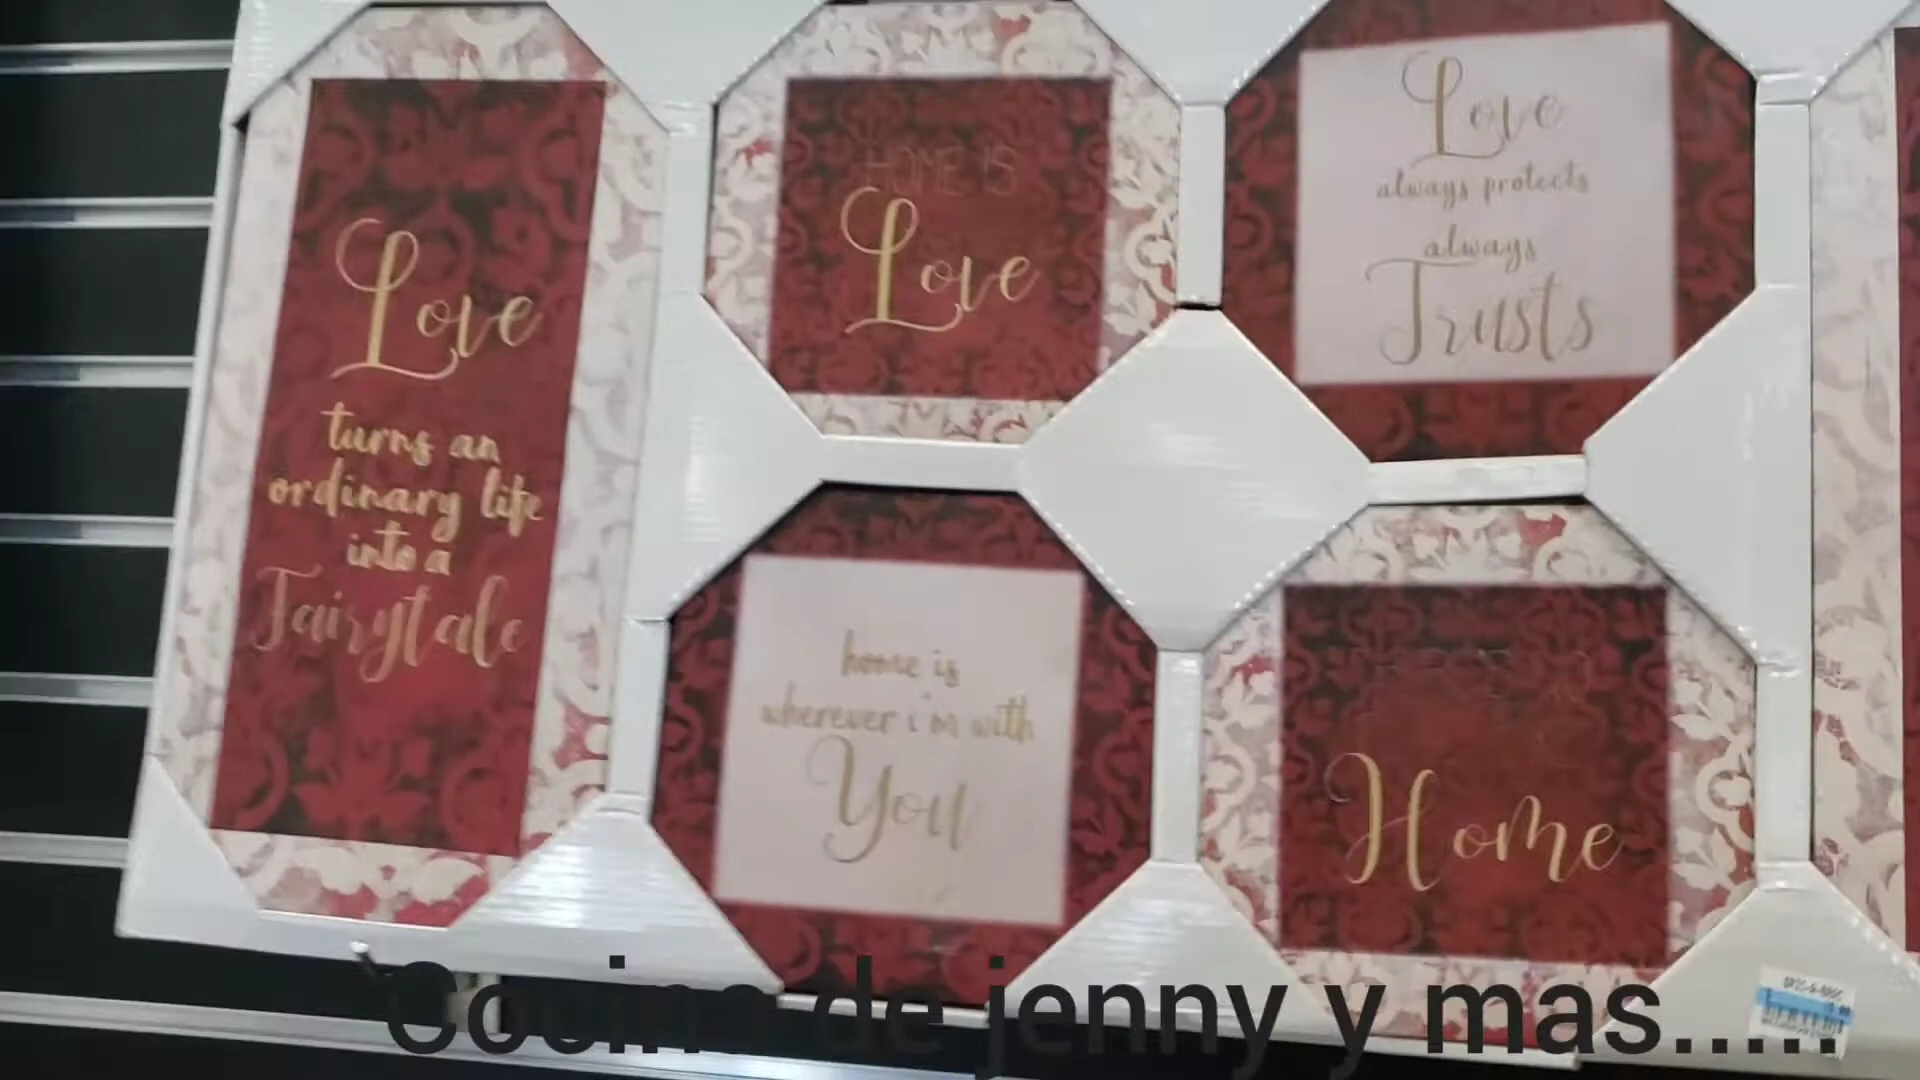 Love
turns an
ordinary life
into a
Fairytale
HOME IS
Love
Love
always protects
always
Trusts
home is
wherever i'm with
You
Home
Cocina de jenny y mas.....